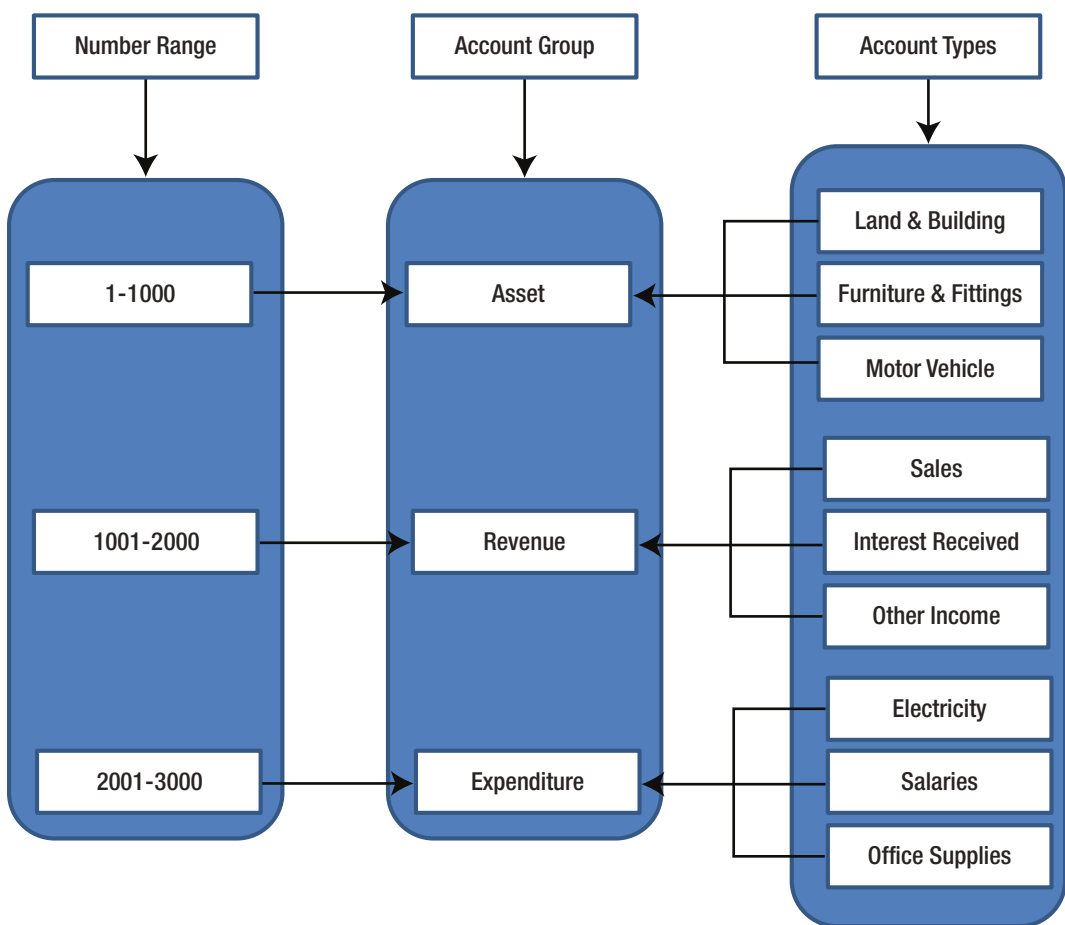 Number Range
Account Group
Account Types
1-1000
1001-2000
2001-3000
Asset
Revenue
Expenditure
Land & Building
Furniture & Fittings
Motor Vehicle
Sales
Interest Received
Other Income
Electricity
Salaries
Office Supplies